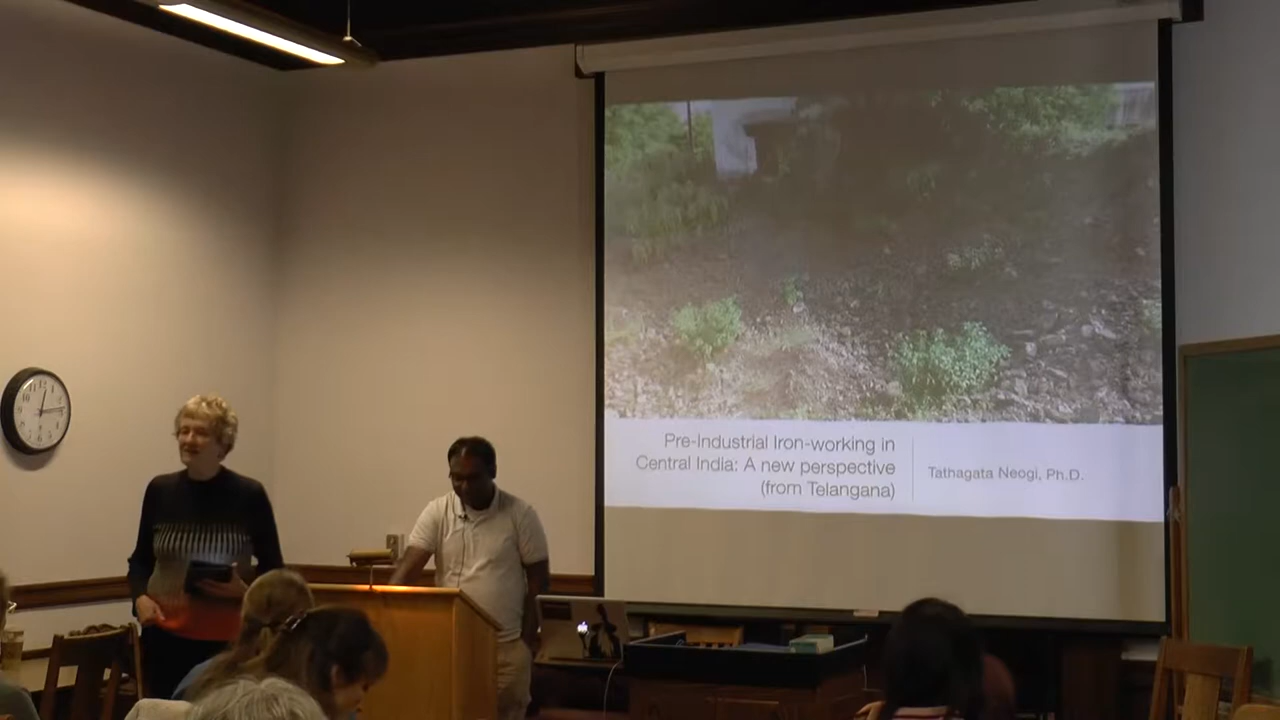 Pre-Industrial Iron-working in
Central India: A new perspective
(from Telangana)
Tathagata Neogi, Ph.D.